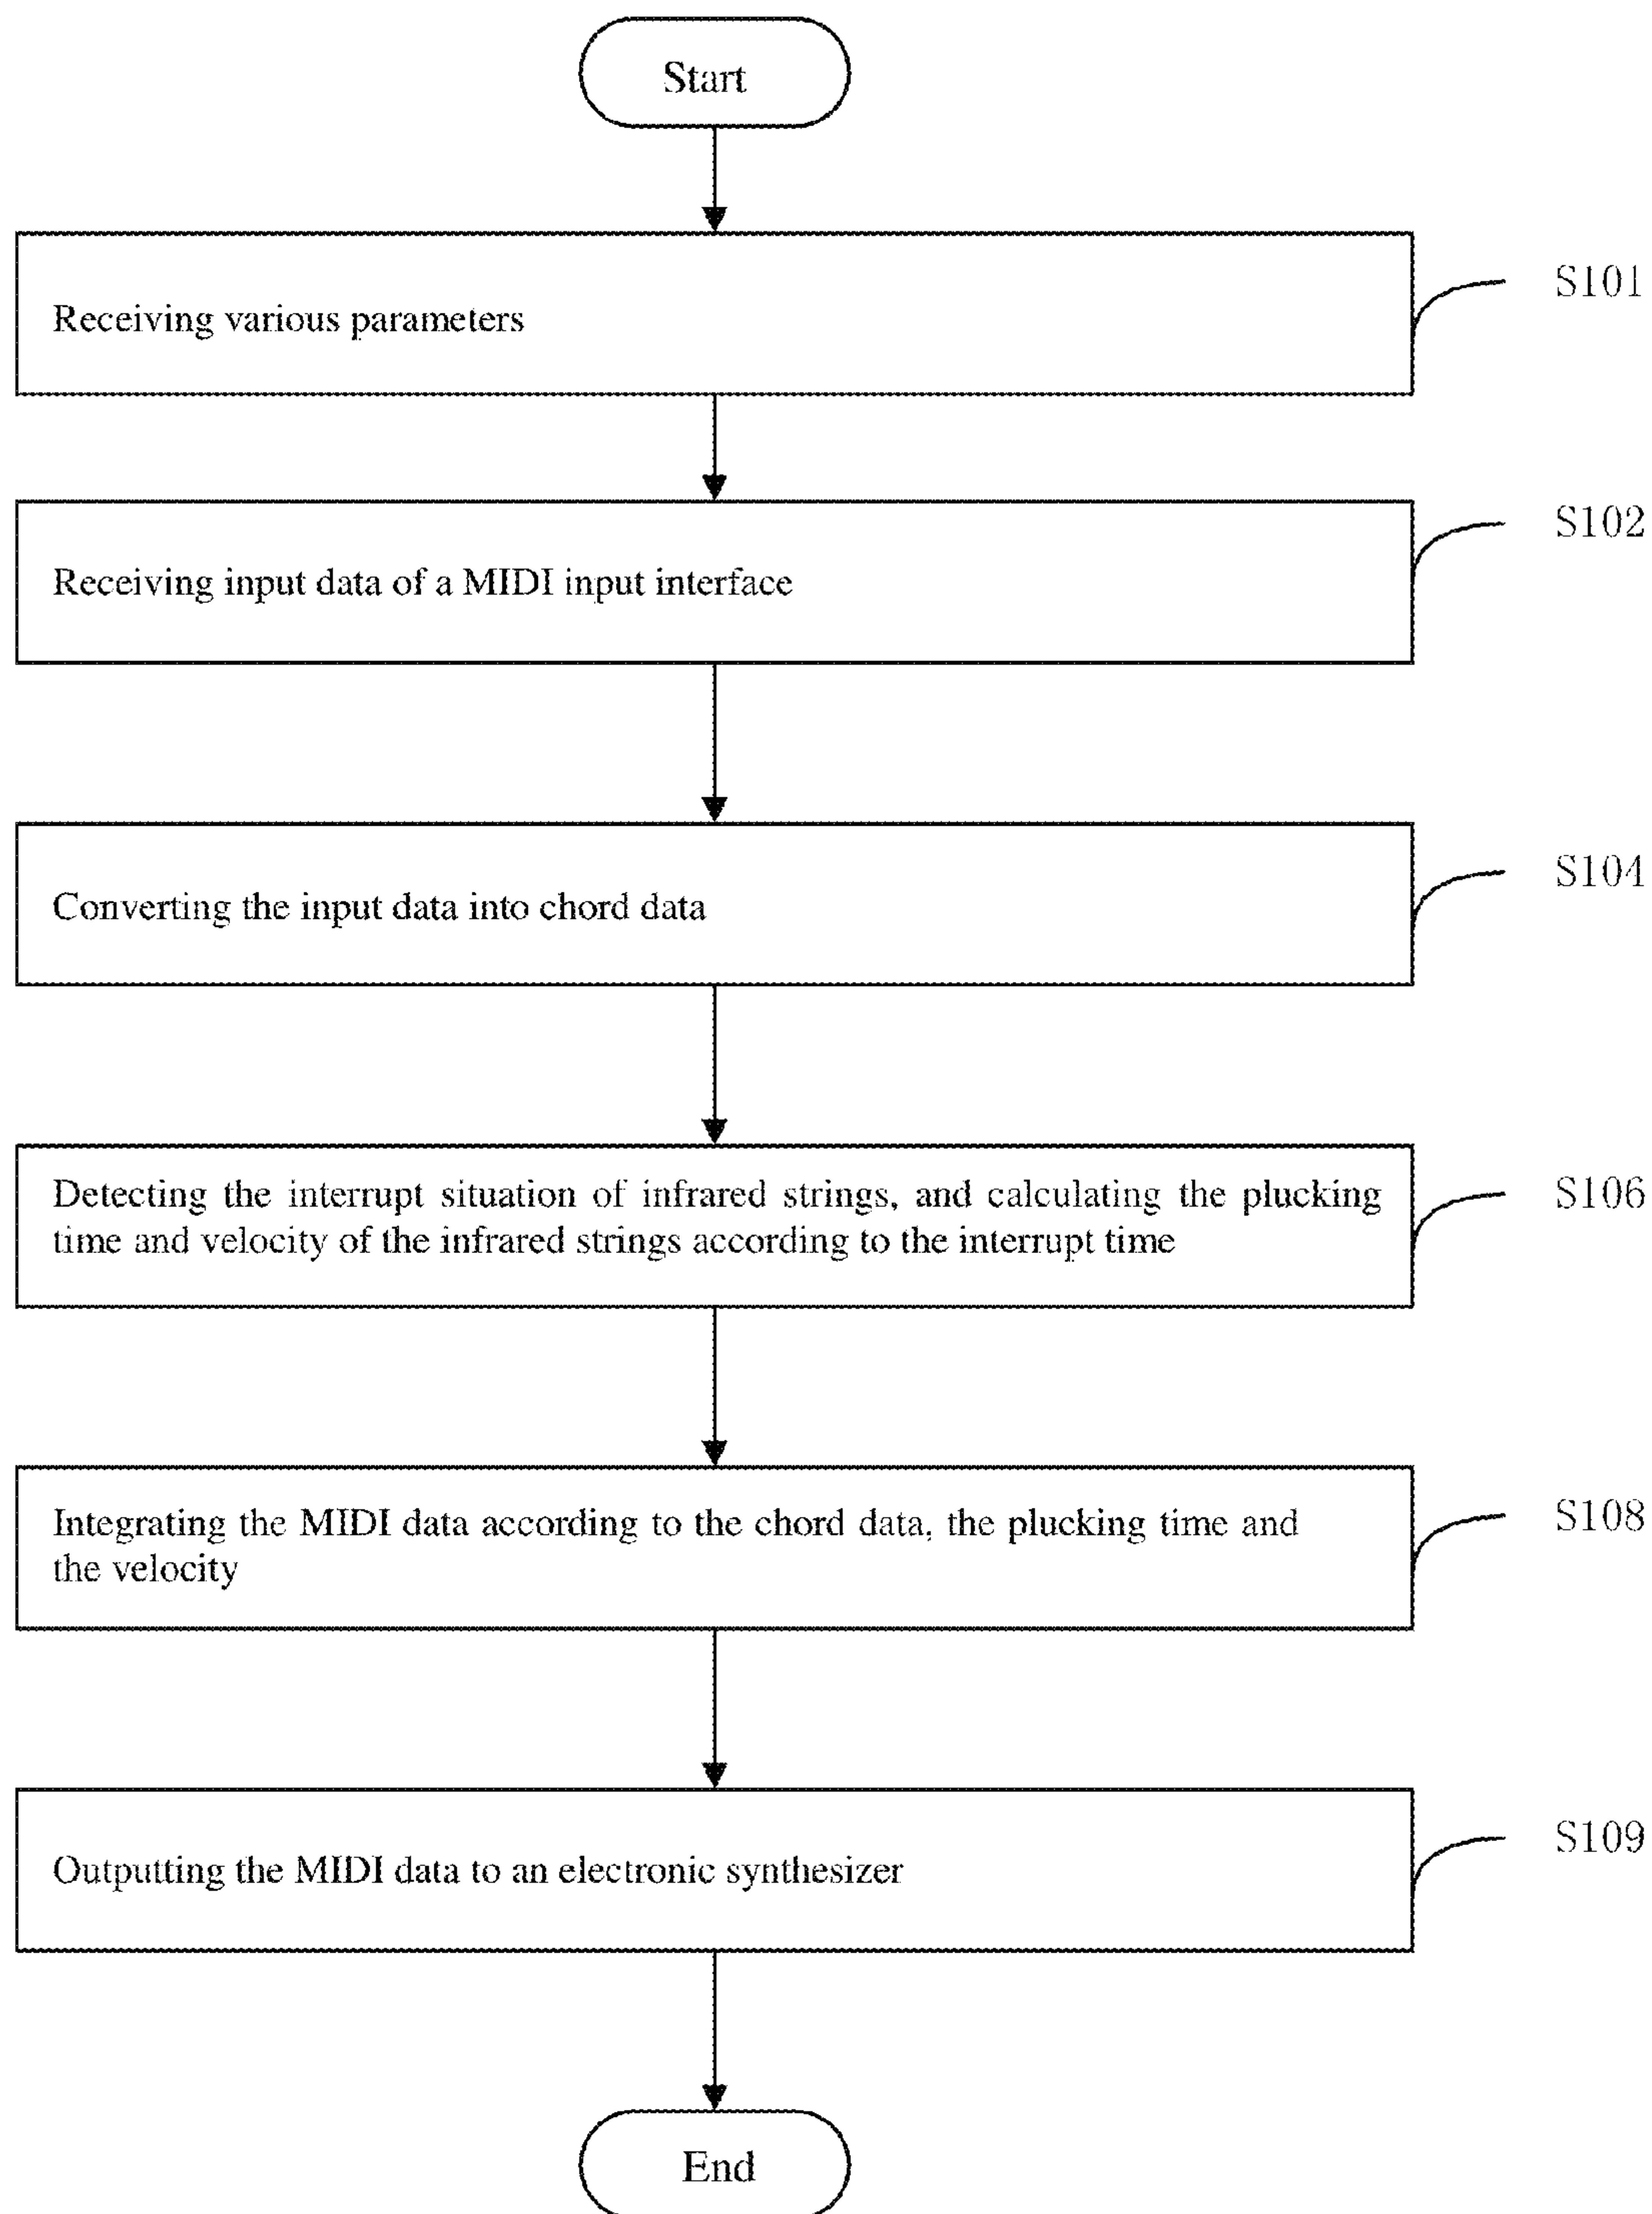 Start
Receiving various parameters
S101
Receiving input data of a MIDI input interface
S102
Converting the input data into chord data
S104
Detecting the interrupt situation of infrared strings, and calculating the plucking
time and velocity of the infrared strings according to the interrupt time
S106
Integrating the MIDI data according to the chord data, the plucking time and
the velocity
S108
Outputting the MIDI data to an electronic synthesizer
S109
End